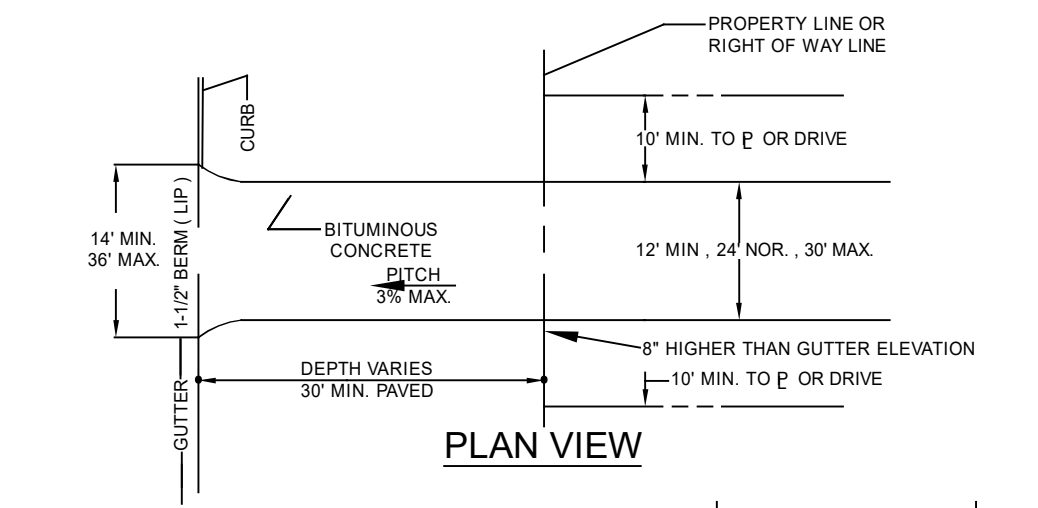 PROPERTY LINE OR
RIGHT OF WAY LINE
CURB
10' MIN. TO ⅊ OR DRIVE
14' MIN.
36' MAX.
1-1/2" BERM ( LIP )
BITUMINOUS
CONCRETE
PITCH
3% MAX.
12' MIN , 24' NOR. , 30' MAX.
8" HIGHER THAN GUTTER ELEVATION
DEPTH VARIES
30' MIN. PAVED
10' MIN. TO ⅊ OR DRIVE
GUTTER
PLAN VIEW